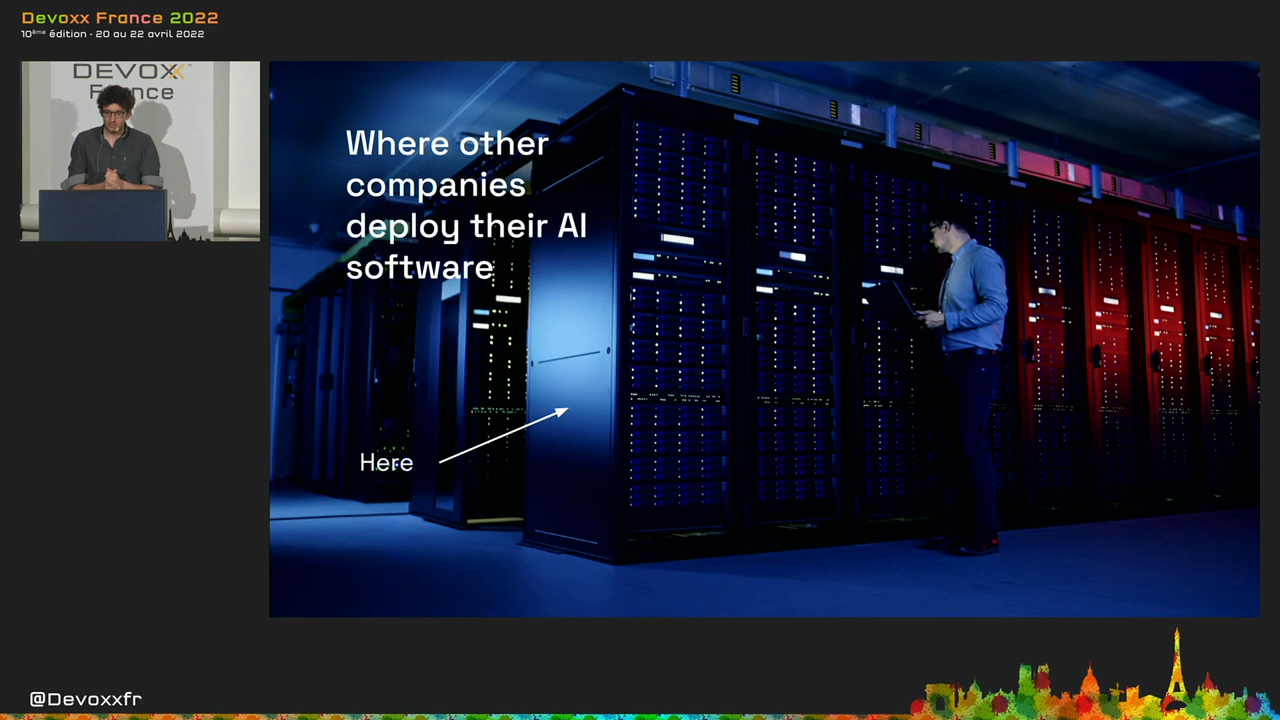 Devoxx France 2022
10ème édition - 20 au 22 avril 2022
DEVOXX
France
Where other
companies
deploy their AI
software
Here
@Devoxxfr